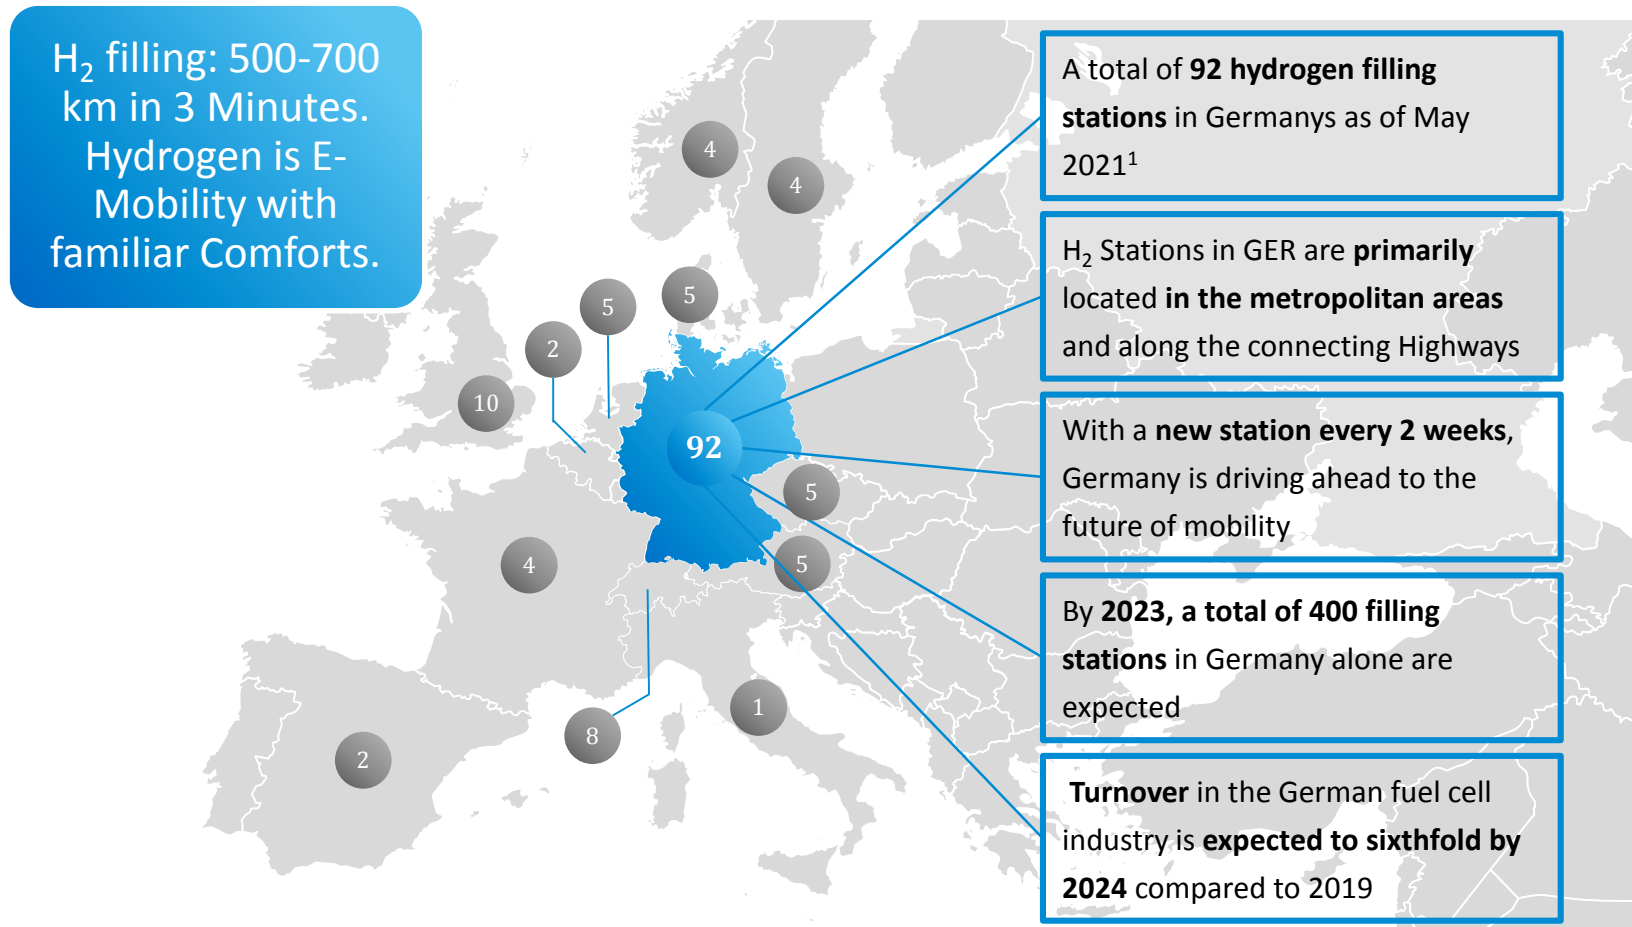 H₂ filling: 500-700
km in 3 Minutes.
Hydrogen is E-
Mobility with
familiar Comforts.
4
4
5
5
2
10
92
5
4
5
1
8
2
A total of 92 hydrogen filling
stations in Germanys as of May
2021¹
H₂ Stations in GER are primarily
located in the metropolitan areas
and along the connecting Highways
With a new station every 2 weeks,
Germany is driving ahead to the
future of mobility
By 2023, a total of 400 filling
stations in Germany alone are
expected
Turnover in the German fuel cell
industry is expected to sixthfold by
2024 compared to 2019